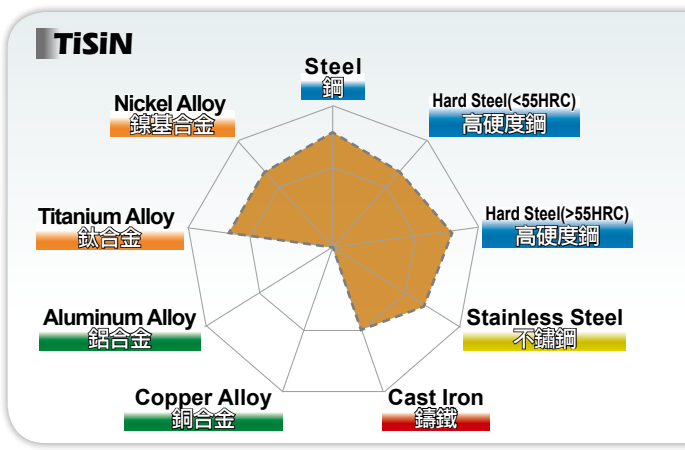 TiSiN
Steel
鋼
Nickel Alloy
鎳基合金
Hard Steel(<55HRC)
高硬度鋼
Titanium Alloy
鈦合金
Hard Steel(>55HRC)
高硬度鋼
Aluminum Alloy
鋁合金
Stainless Steel
不鏽鋼
Copper Alloy
銅合金
Cast Iron
鑄鐵